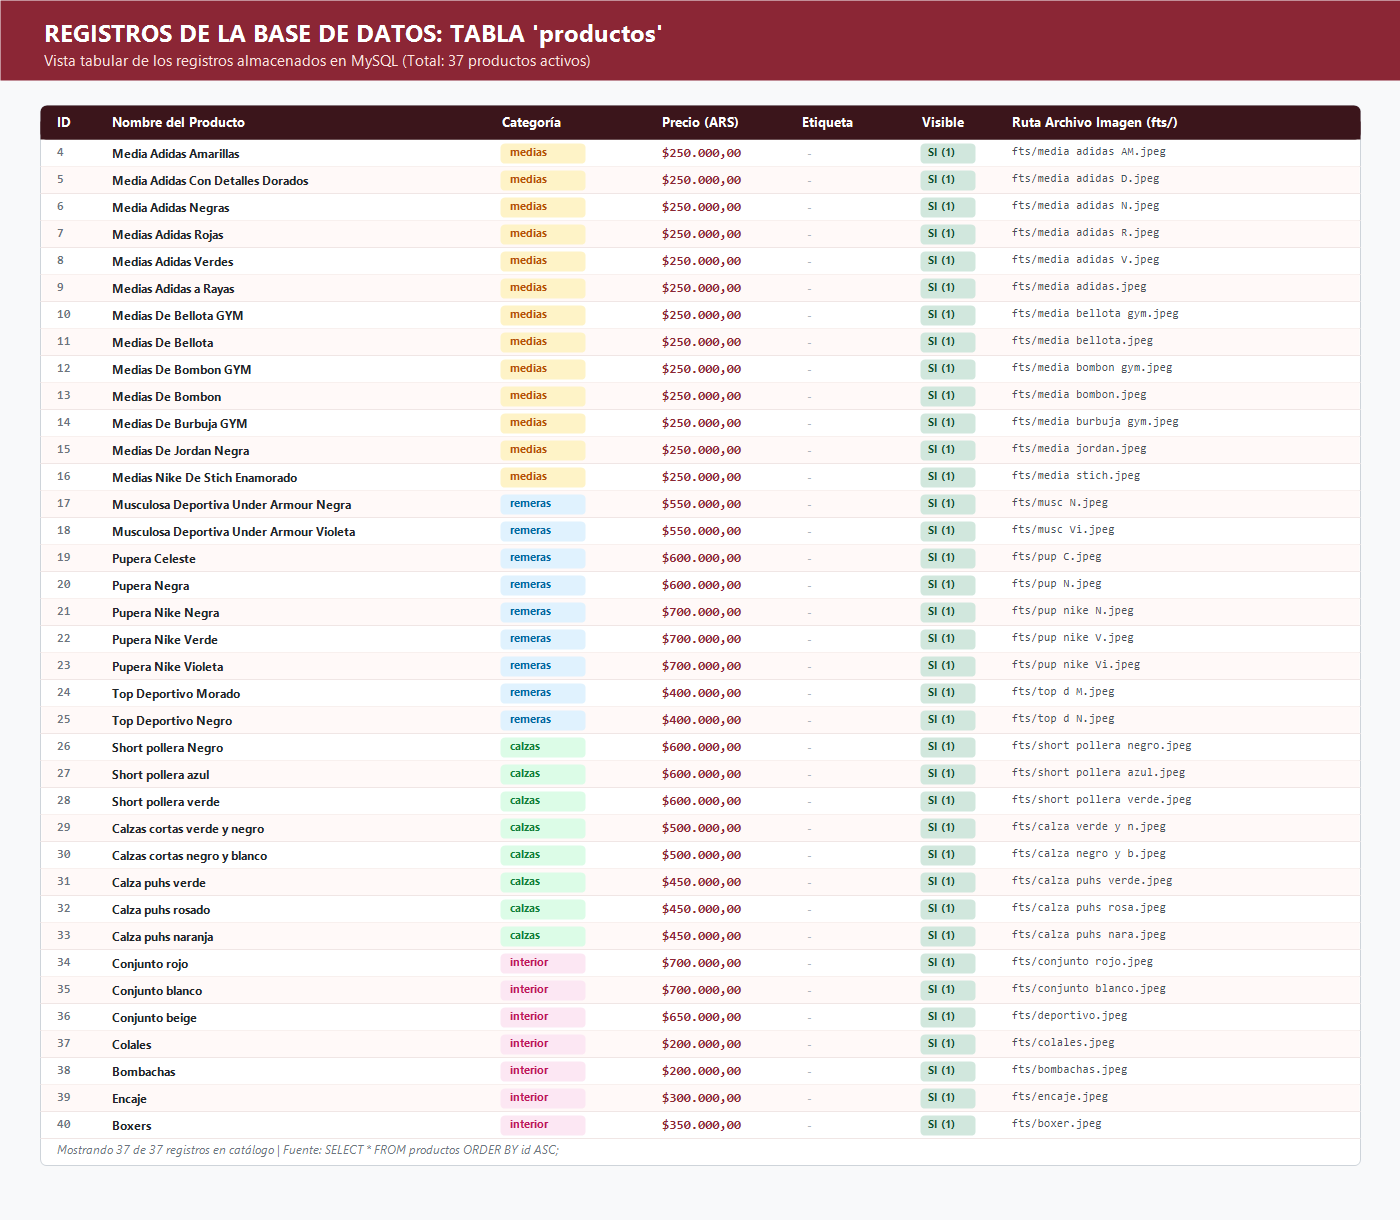 REGISTROS DE LA BASE DE DATOS: TABLA 'productos'
Vista tabular de los registros almacenados en MySQL (Total: 37 productos activos)
ID Nombre del Producto Categoría Precio (ARS) Etiqueta Visible Ruta Archivo Imagen (fts/)
4 Media Adidas Amarillas medias $250.000,00 - SI (1) fts/media adidas AM.jpeg
5 Media Adidas Con Detalles Dorados medias $250.000,00 - SI (1) fts/media adidas D.jpeg
6 Media Adidas Negras medias $250.000,00 - SI (1) fts/media adidas N.jpeg
7 Medias Adidas Rojas medias $250.000,00 - SI (1) fts/media adidas R.jpeg
8 Medias Adidas Verdes medias $250.000,00 - SI (1) fts/media adidas V.jpeg
9 Medias Adidas a Rayas medias $250.000,00 - SI (1) fts/media adidas.jpeg
10 Medias De Bellota GYM medias $250.000,00 - SI (1) fts/media bellota gym.jpeg
11 Medias De Bellota medias $250.000,00 - SI (1) fts/media bellota.jpeg
12 Medias De Bombon GYM medias $250.000,00 - SI (1) fts/media bombon gym.jpeg
13 Medias De Bombon medias $250.000,00 - SI (1) fts/media bombon.jpeg
14 Medias De Burbuja GYM medias $250.000,00 - SI (1) fts/media burbuja gym.jpeg
15 Medias De Jordan Negra medias $250.000,00 - SI (1) fts/media jordan.jpeg
16 Medias Nike De Stich Enamorado medias $250.000,00 - SI (1) fts/media stich.jpeg
17 Musculosa Deportiva Under Armour Negra remeras $550.000,00 - SI (1) fts/musc N.jpeg
18 Musculosa Deportiva Under Armour Violeta remeras $550.000,00 - SI (1) fts/musc Vi.jpeg
19 Pupera Celeste remeras $600.000,00 - SI (1) fts/pup C.jpeg
20 Pupera Negra remeras $600.000,00 - SI (1) fts/pup N.jpeg
21 Pupera Nike Negra remeras $700.000,00 - SI (1) fts/pup nike N.jpeg
22 Pupera Nike Verde remeras $700.000,00 - SI (1) fts/pup nike V.jpeg
23 Pupera Nike Violeta remeras $700.000,00 - SI (1) fts/pup nike Vi.jpeg
24 Top Deportivo Morado remeras $400.000,00 - SI (1) fts/top d M.jpeg
25 Top Deportivo Negro remeras $400.000,00 - SI (1) fts/top d N.jpeg
26 Short pollera Negro calzas $600.000,00 - SI (1) fts/short pollera negro.jpeg
27 Short pollera azul calzas $600.000,00 - SI (1) fts/short pollera azul.jpeg
28 Short pollera verde calzas $600.000,00 - SI (1) fts/short pollera verde.jpeg
29 Calzas cortas verde y negro calzas $500.000,00 - SI (1) fts/calza verde y n.jpeg
30 Calzas cortas negro y blanco calzas $500.000,00 - SI (1) fts/calza negro y b.jpeg
31 Calza puhs verde calzas $450.000,00 - SI (1) fts/calza puhs verde.jpeg
32 Calza puhs rosado calzas $450.000,00 - SI (1) fts/calza puhs rosa.jpeg
33 Calza puhs naranja calzas $450.000,00 - SI (1) fts/calza puhs nara.jpeg
34 Conjunto rojo interior $700.000,00 - SI (1) fts/conjunto rojo.jpeg
35 Conjunto blanco interior $700.000,00 - SI (1) fts/conjunto blanco.jpeg
36 Conjunto beige interior $650.000,00 - SI (1) fts/deportivo.jpeg
37 Colales interior $200.000,00 - SI (1) fts/colales.jpeg
38 Bombachas interior $200.000,00 - SI (1) fts/bombachas.jpeg
39 Encaje interior $300.000,00 - SI (1) fts/encaje.jpeg
40 Boxers interior $350.000,00 - SI (1) fts/boxer.jpeg
Mostrando 37 de 37 registros en catálogo | Fuente: SELECT * FROM productos ORDER BY id ASC;